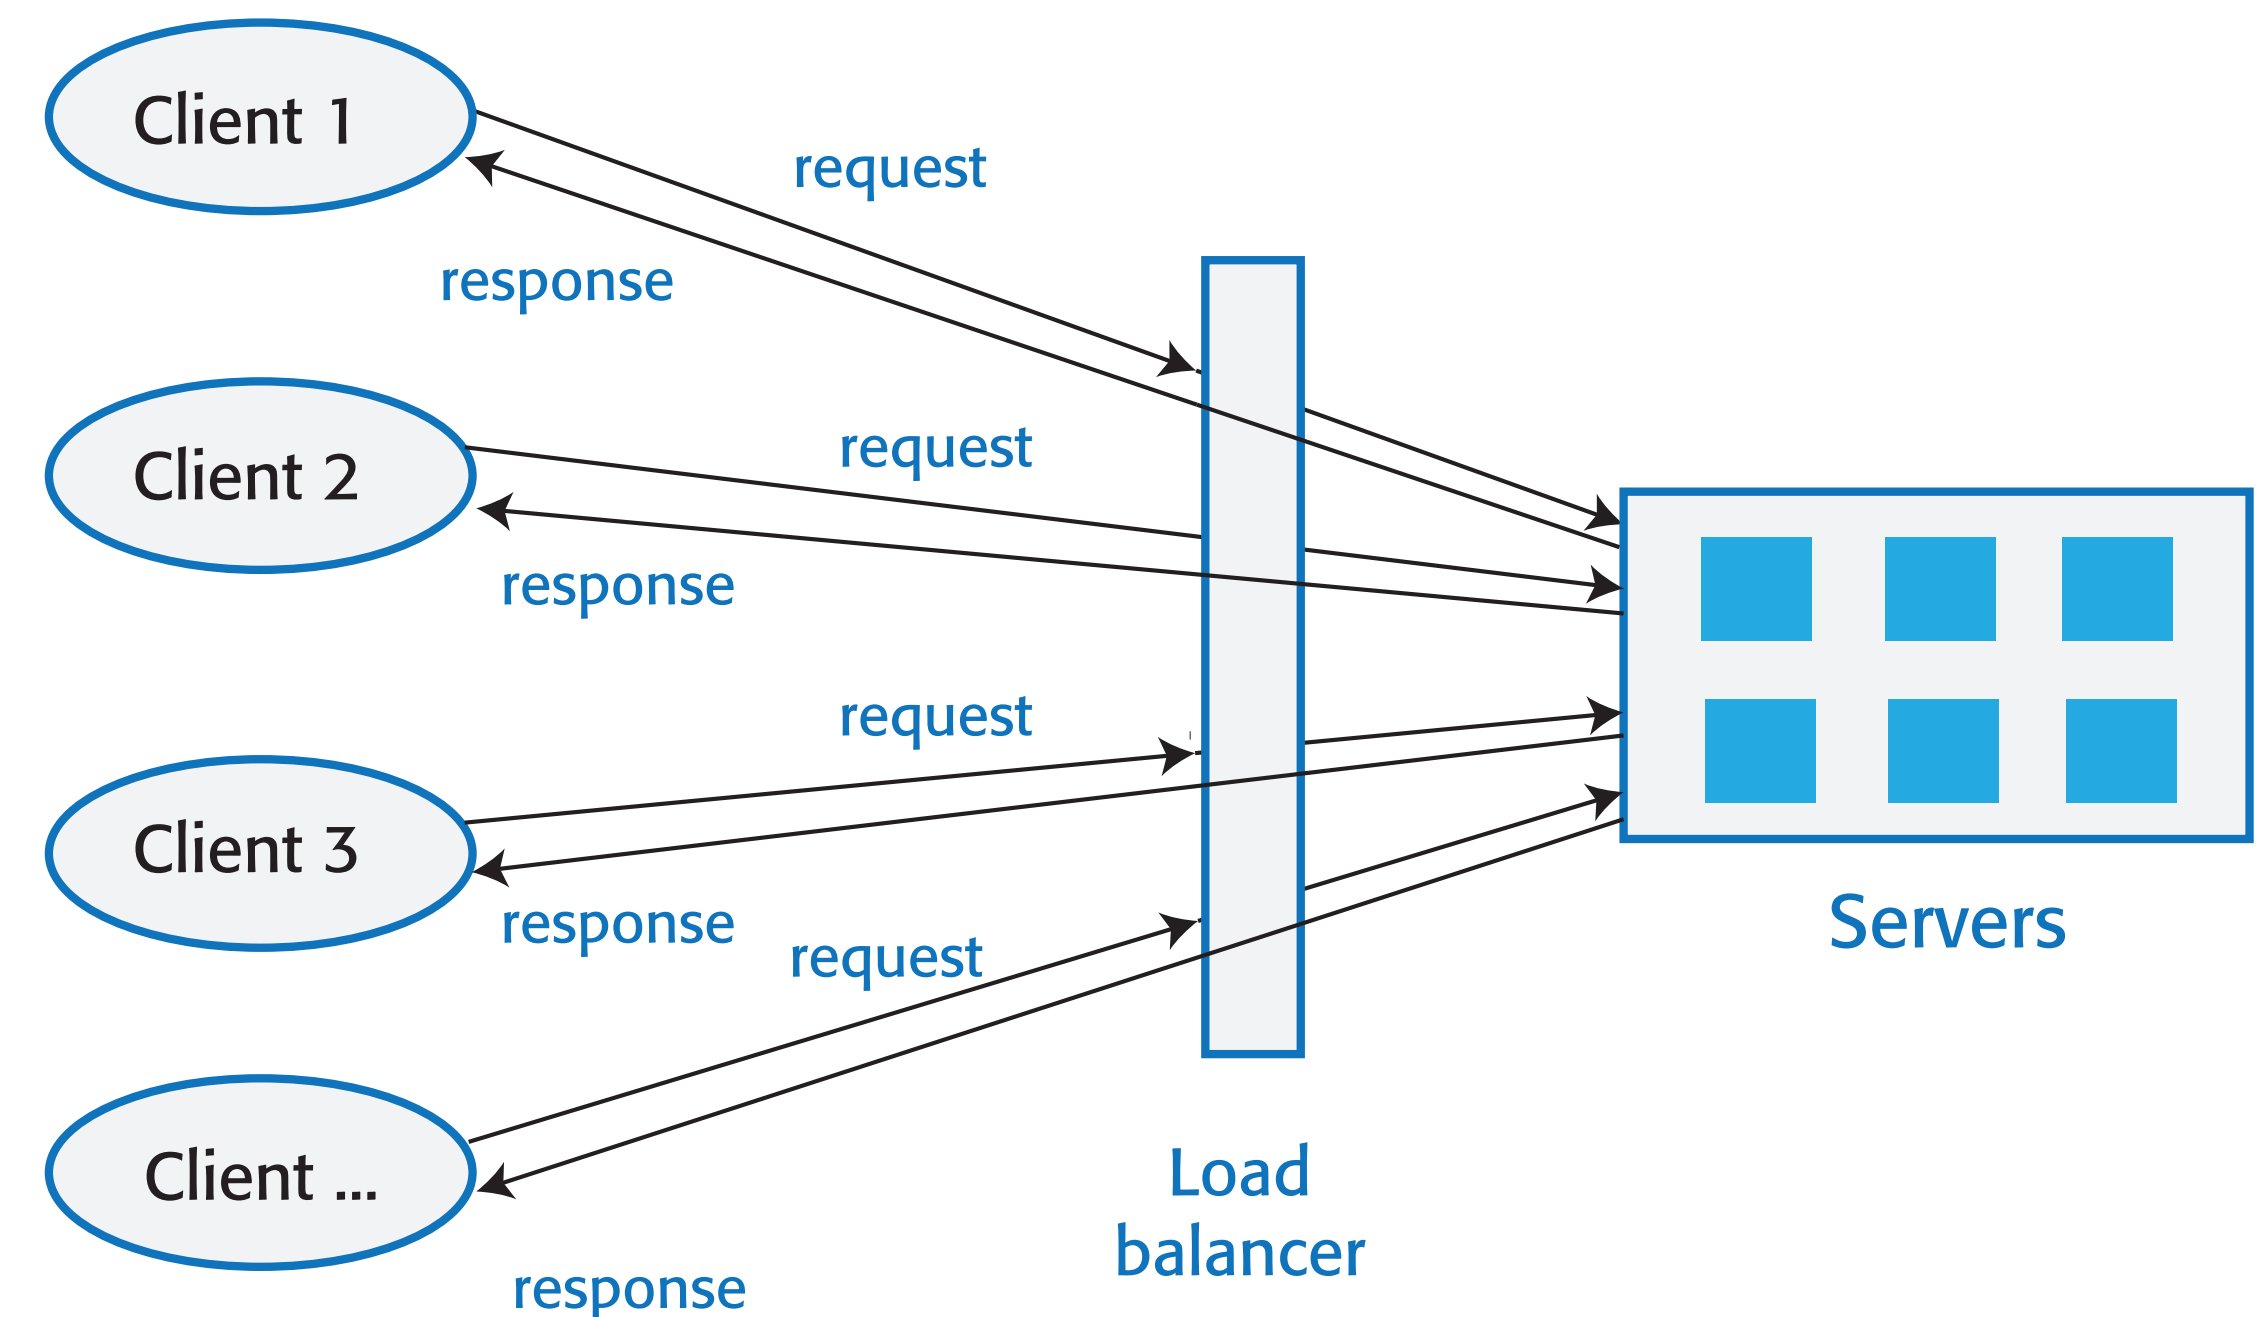 Client 1
request
response
Client 2
request
response
request
Client 3
response
request
Servers
Client ...
Load
balancer
response